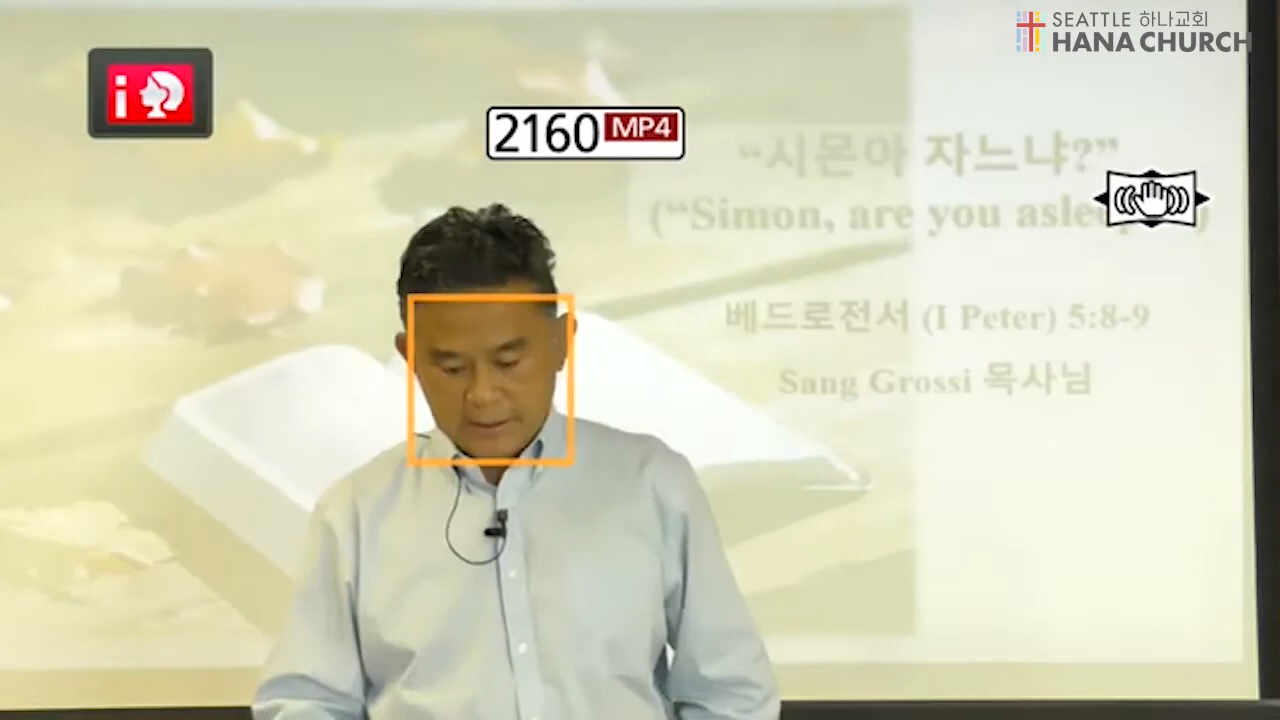 SEATTLE 하나교회
HANA CHURCH
i
2160 MP4
“시몬아 자느냐?”
(“Simon, are you
베드로전서 (I Peter) 5:8-9
Sang Grossi 목사님